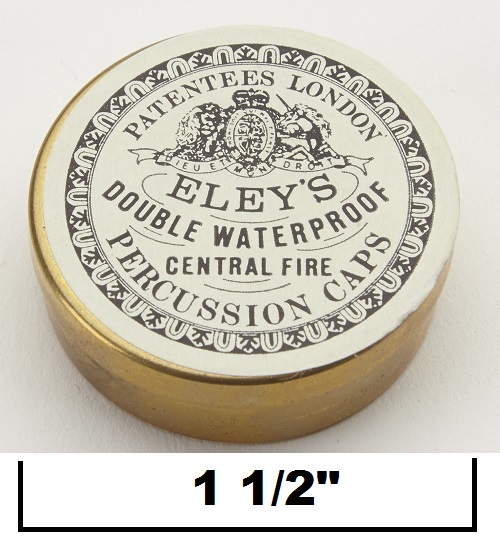 PATENTEES LONDON
DIEU ET MON DROIT
ELEY'S
DOUBLE WATERPROOF
CENTRAL FIRE
PERCUSSION CAPS
1 1/2"